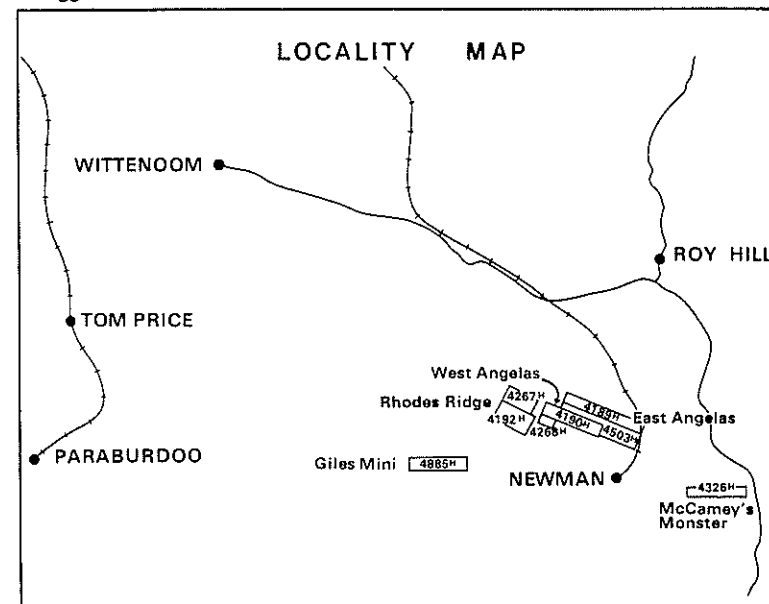 LOCALITY MAP
WITTENOOM
ROY HILL
TOM PRICE
West Angelas
4267H
4189H
Rhodes Ridge
4190H
East Angelas
4192H
4268H
4503H
PARABURDOO
Giles Mini
4885H
NEWMAN
4326H
McCamey's
Monster